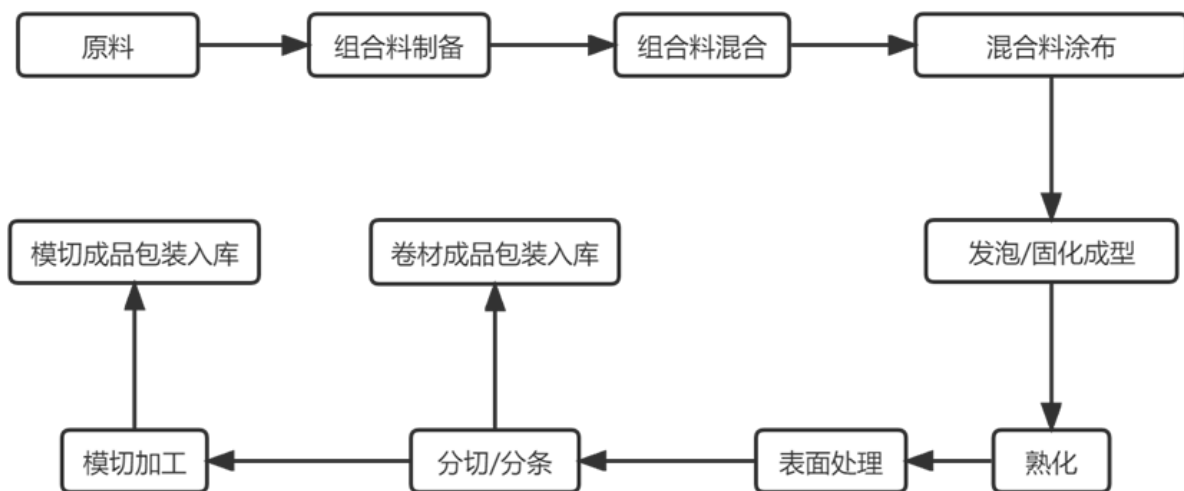 原料
组合料制备
组合料混合
混合料涂布
模切成品包装入库
卷材成品包装入库
发泡/固化成型
模切加工
分切/分条
表面处理
熟化